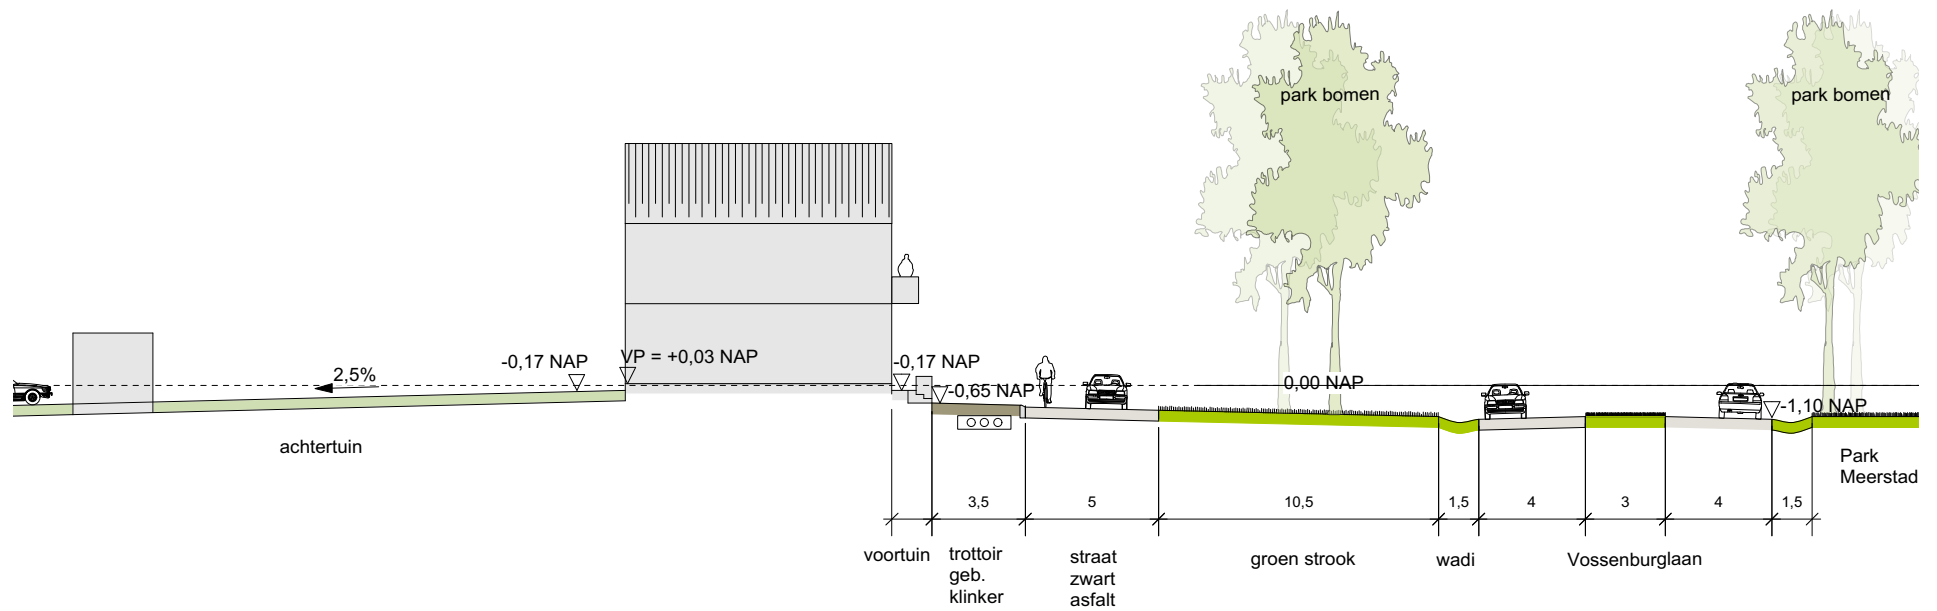 park bomen
park bomen
-0,17 NAP
VP = +0,03 NAP
-0,17 NAP
2,5%
0,00 NAP
-0,65 NAP
-1,10 NAP
achtertuin
Park
Meerstad
3,5
5
10,5
1,5
4
3
4
1,5
voortuin
trottoir
geb.
klinker
straat
zwart
asfalt
groen strook
wadi
Vossenburglaan